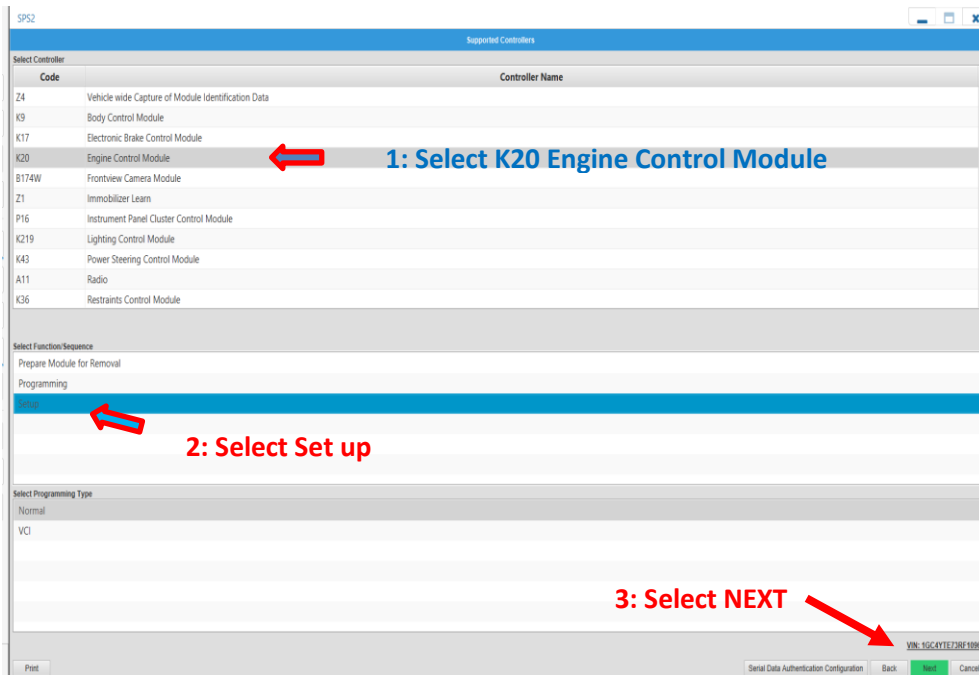 SPS2
Supported Controllers
Select Controller
Code Controller Name
Z4 Vehicle wide Capture of Module Identification Data
K9 Body Control Module
K17 Electronic Brake Control Module
K20 Engine Control Module
1: Select K20 Engine Control Module
B174W Frontview Camera Module
Z1 Immobilizer Learn
P16 Instrument Panel Cluster Control Module
K219 Lighting Control Module
K43 Power Steering Control Module
A11 Radio
K36 Restraints Control Module
Select Function/Sequence
Prepare Module for Removal
Programming
Setup
2: Select Set up
Select Programming Type
Normal
VCI
3: Select NEXT
VIN: 1GC4YTE73RF109
Print Serial Data Authentication Configuration Back Next Cancel